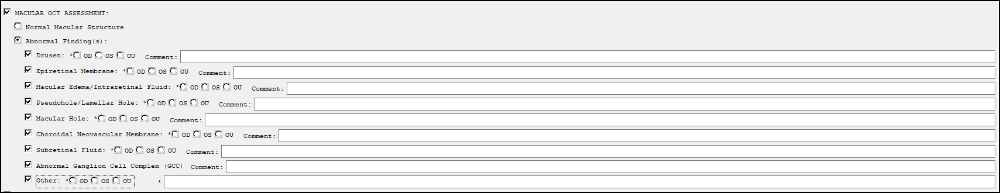 MACULAR OCT ASSESSMENT:
Normal Macular Structure
Abnormal Finding(s):
Drusen: * OD OS OU Comment:
Epiretinal Membrane: * OD OS OU Comment:
Macular Edema/Intraretinal Fluid: * OD OS OU Comment:
Pseudohole/Lamellar Hole: * OD OS OU Comment:
Macular Hole: * OD OS OU Comment:
Choroidal Neovascular Membrane: * OD OS OU Comment:
Subretinal Fluid: * OD OS OU Comment:
Abnormal Ganglion Cell Complex (GCC) Comment:
Other: * OD OS OU *